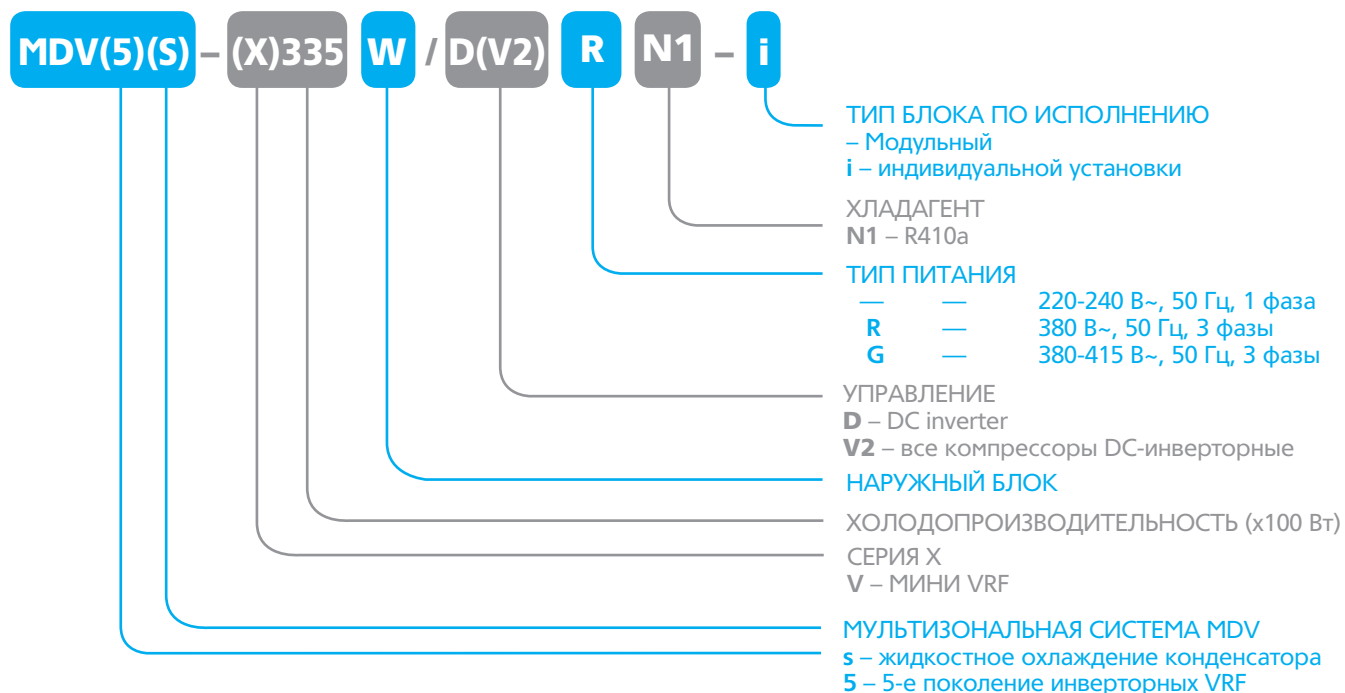 MDV(5)(S) – (X)335 W / D(V2) R N1 – i
ТИП БЛОКА ПО ИСПОЛНЕНИЮ
– Модульный
i – индивидуальной установки
ХЛАДАГЕНТ
N1 – R410a
ТИП ПИТАНИЯ
— — 220-240 В~, 50 Гц, 1 фаза
R — 380 В~, 50 Гц, 3 фазы
G — 380-415 В~, 50 Гц, 3 фазы
УПРАВЛЕНИЕ
D – DC inverter
V2 – все компрессоры DC-инверторные
НАРУЖНЫЙ БЛОК
ХОЛОДОПРОИЗВОДИТЕЛЬНОСТЬ (х100 Вт)
СЕРИЯ X
V – МИНИ VRF
МУЛЬТИЗОНАЛЬНАЯ СИСТЕМА MDV
s – жидкостное охлаждение конденсатора
5 – 5-е поколение инверторных VRF